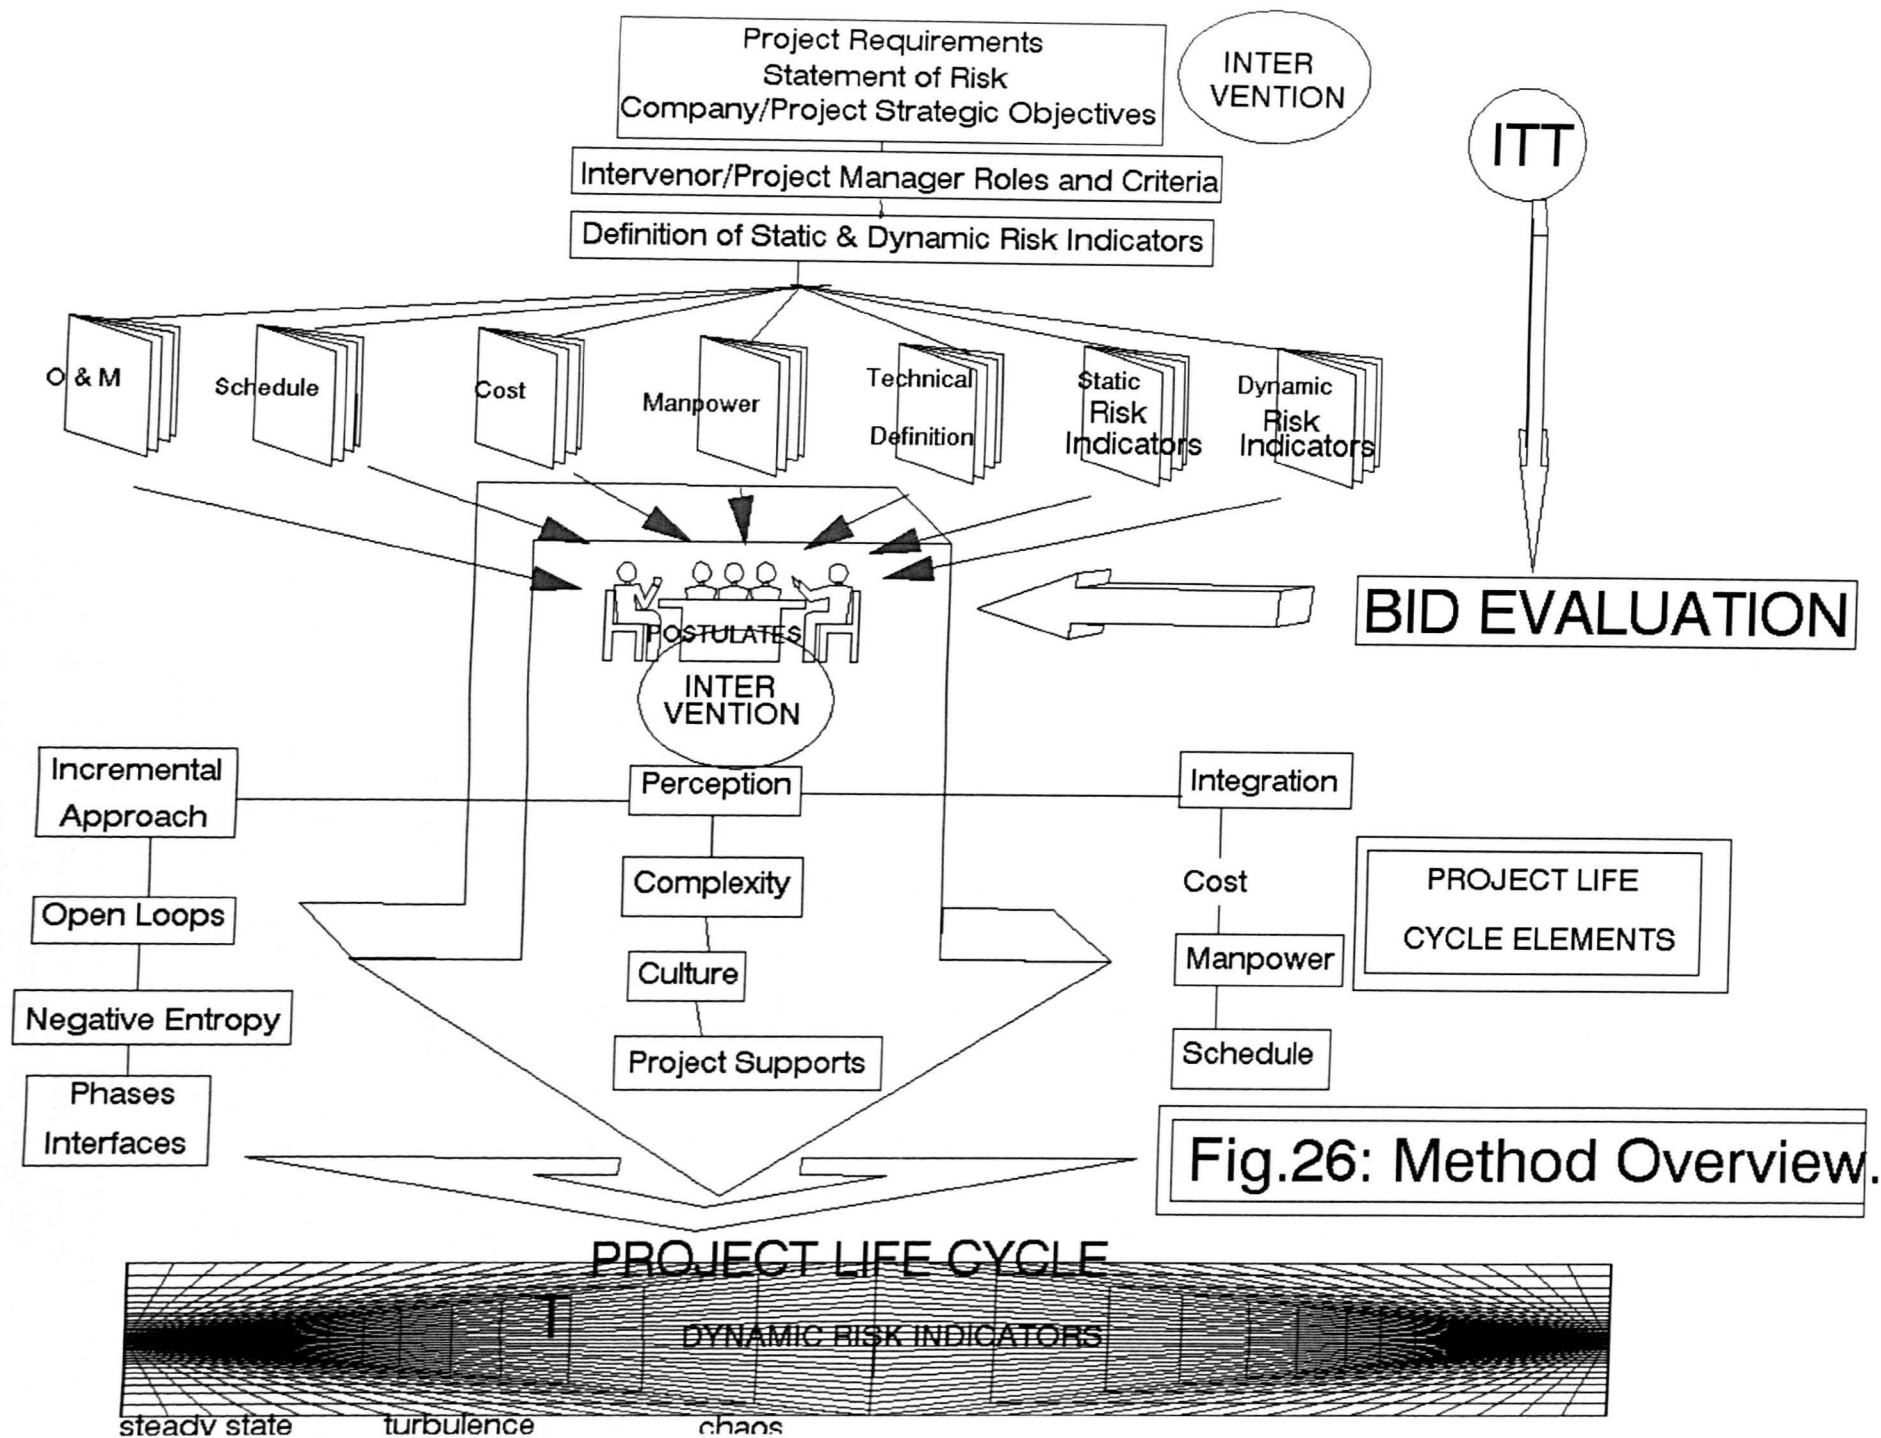 Project Requirements
Statement of Risk
Company/Project Strategic Objectives
INTER
VENTION
ITT
Intervenor/Project Manager Roles and Criteria
Definition of Static & Dynamic Risk Indicators
O & M
Schedule
Cost
Manpower
Technical
Definition
Static
Risk
Indicators
Dynamic
Risk
Indicators
BID EVALUATION
POSTULATES
INTER
VENTION
Incremental
Approach
Open Loops
Negative Entropy
Phases
Interfaces
Perception
Complexity
Culture
Project Supports
Integration
Cost
Manpower
Schedule
PROJECT LIFE
CYCLE ELEMENTS
Fig.26: Method Overview.
PROJECT LIFE CYCLE
T
DYNAMIC RISK INDICATORS
steady state
turbulence
chaos